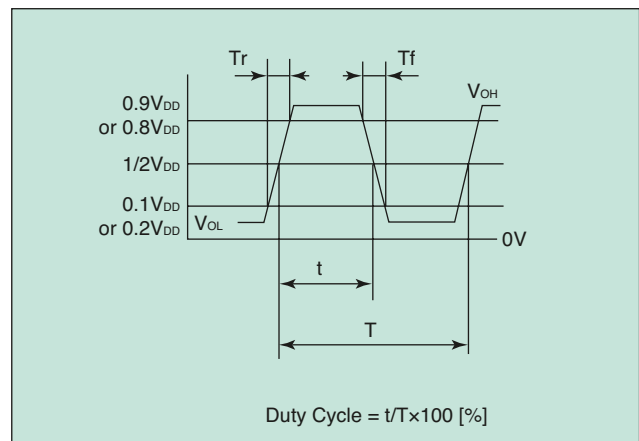 Tr
Tf
0.9VDD
or 0.8VDD
VOH
1/2VDD
0.1VDD
or 0.2VDD
VOL
0V
t
T
Duty Cycle = t/T×100 [%]